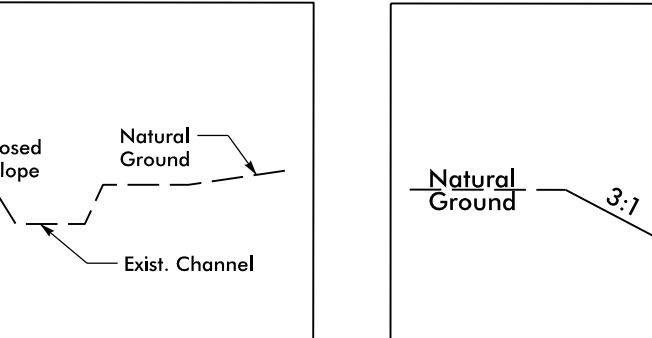 osed
lope
Natural
Ground
Exist. Channel
Natural
Ground
3:1